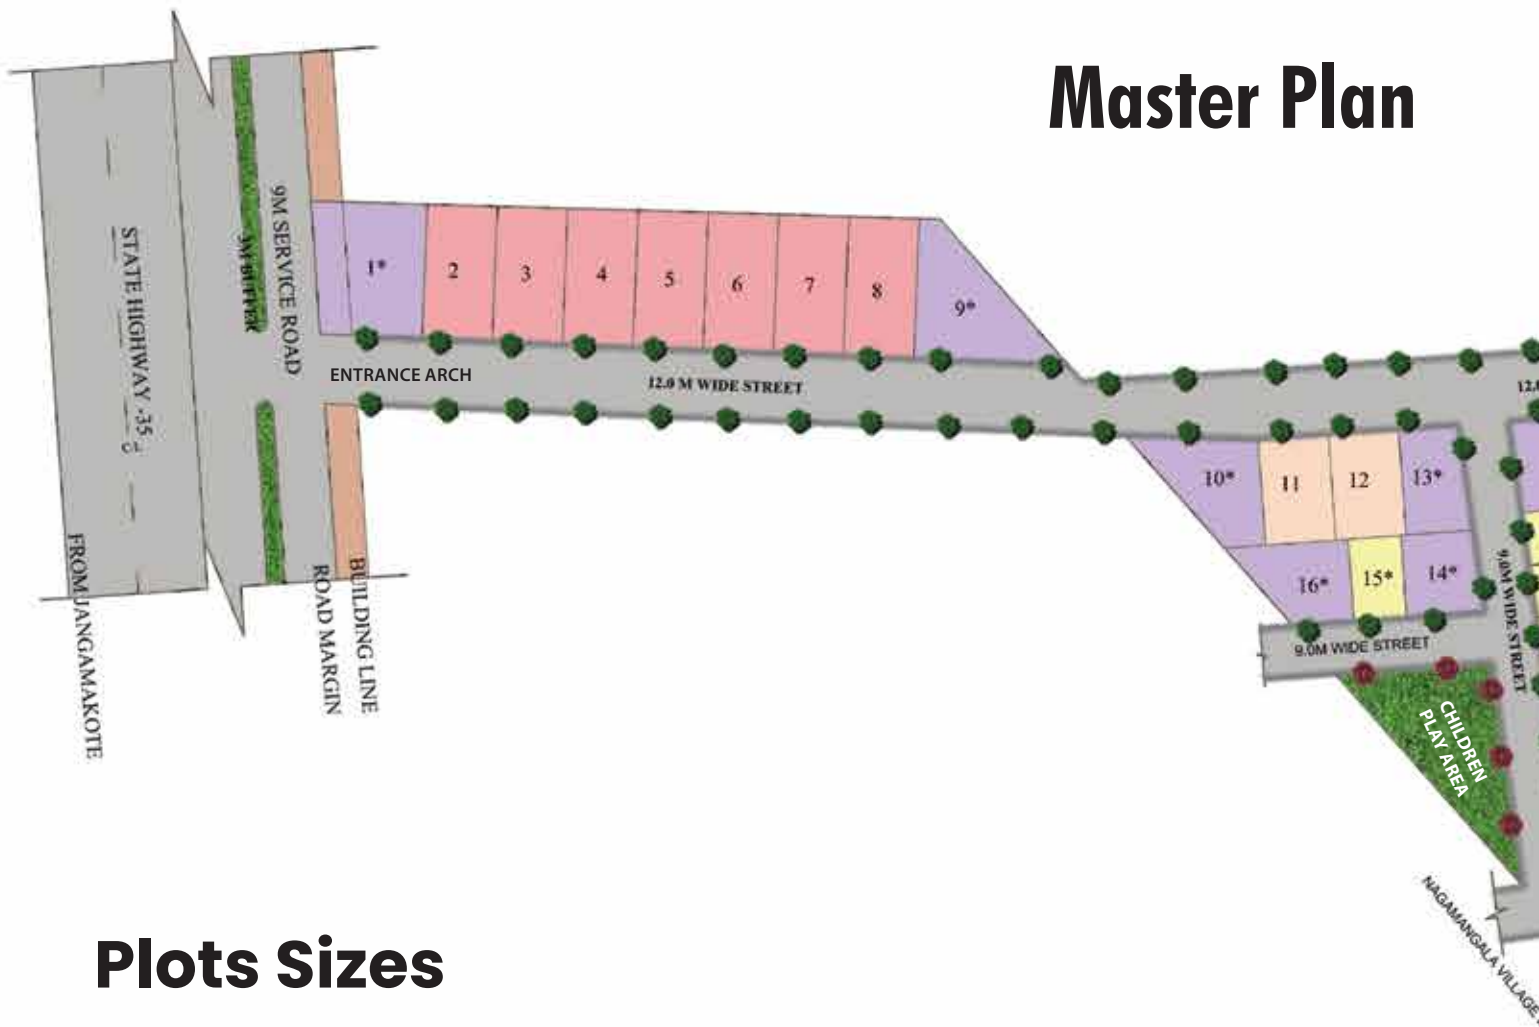 Master Plan
STATE HIGHWAY -35
9M SERVICE ROAD
3M BUFFER
1*
2
3
4
5
6
7
8
9*
ENTRANCE ARCH
12.0 M WIDE STREET
10*
11
12
13*
16*
15*
14*
9.0M WIDE STREET
9.0M WIDE STREET
FROM JANGAMAKOTE
ROAD MARGIN
BUILDING LINE
CHILDREN
PLAY AREA
NAGAMANGALA VILLAGE
Plots Sizes